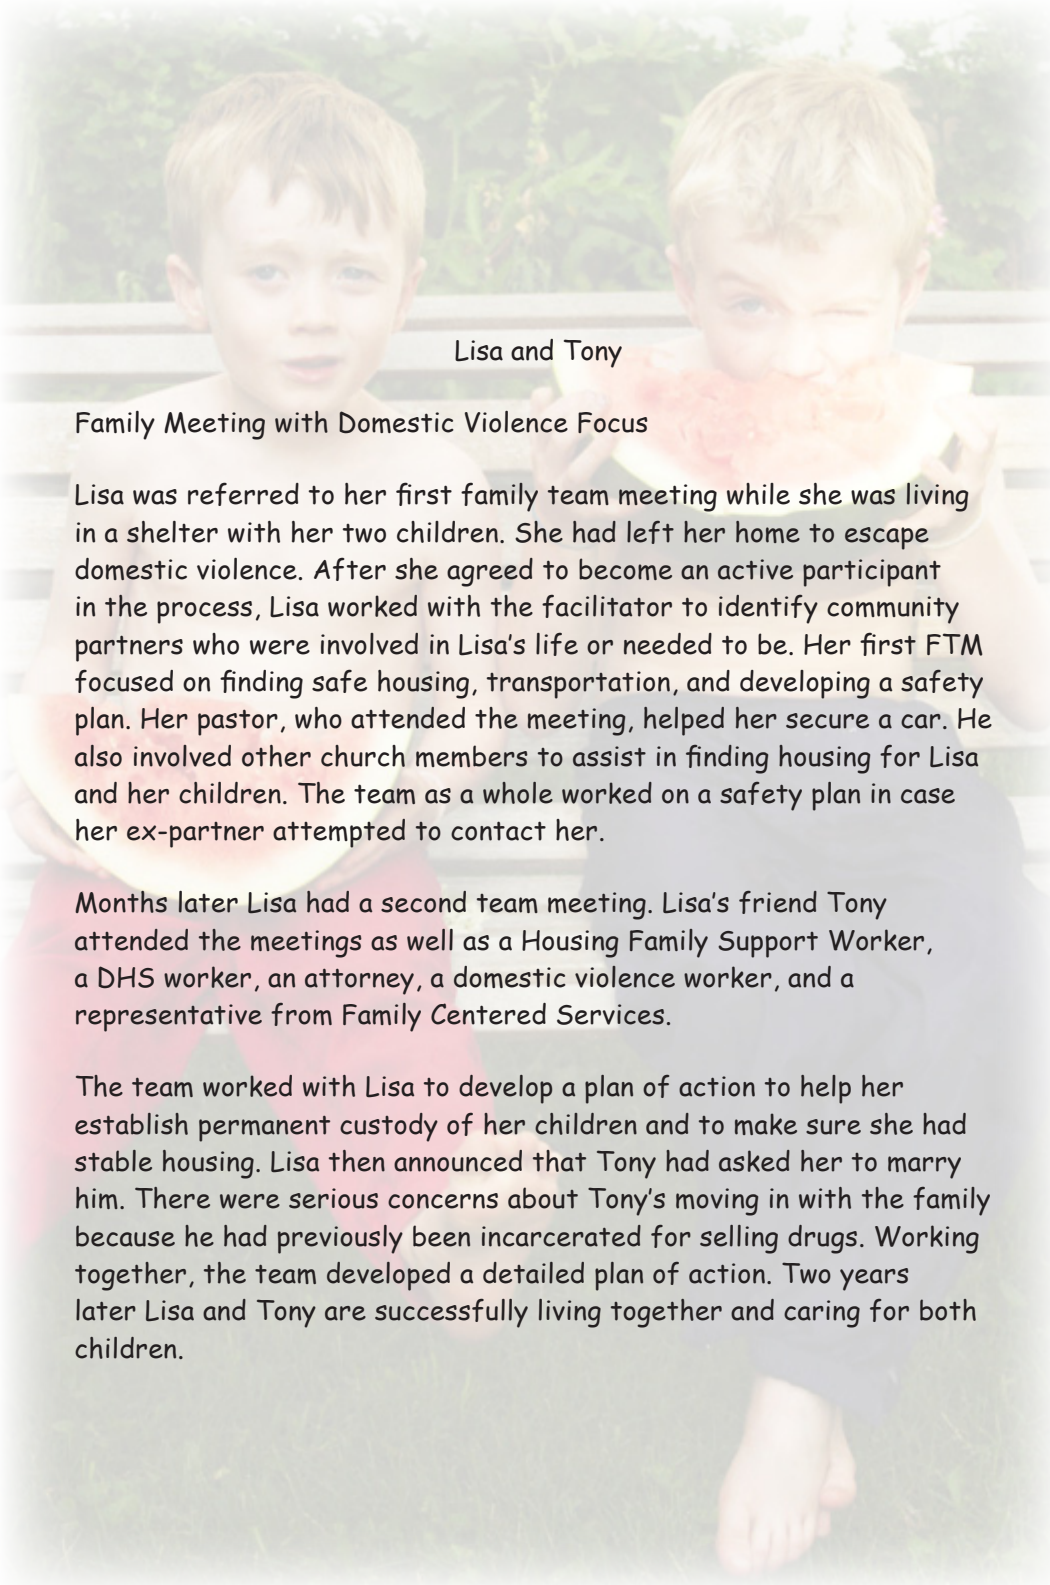 Lisa and Tony
Family Meeting with Domestic Violence Focus
Lisa was referred to her first family team meeting while she was living
in a shelter with her two children. She had left her home to escape
domestic violence. After she agreed to become an active participant
in the process, Lisa worked with the facilitator to identify community
partners who were involved in Lisa's life or needed to be. Her first FTM
focused on finding safe housing, transportation, and developing a safety
plan. Her pastor, who attended the meeting, helped her secure a car. He
also involved other church members to assist in finding housing for Lisa
and her children. The team as a whole worked on a safety plan in case
her ex-partner attempted to contact her.
Months later Lisa had a second team meeting. Lisa's friend Tony
attended the meetings as well as a Housing Family Support Worker,
a DHS worker, an attorney, a domestic violence worker, and a
representative from Family Centered Services.
The team worked with Lisa to develop a plan of action to help her
establish permanent custody of her children and to make sure she had
stable housing. Lisa then announced that Tony had asked her to marry
him. There were serious concerns about Tony's moving in with the family
because he had previously been incarcerated for selling drugs. Working
together, the team developed a detailed plan of action. Two years
later Lisa and Tony are successfully living together and caring for both
children.